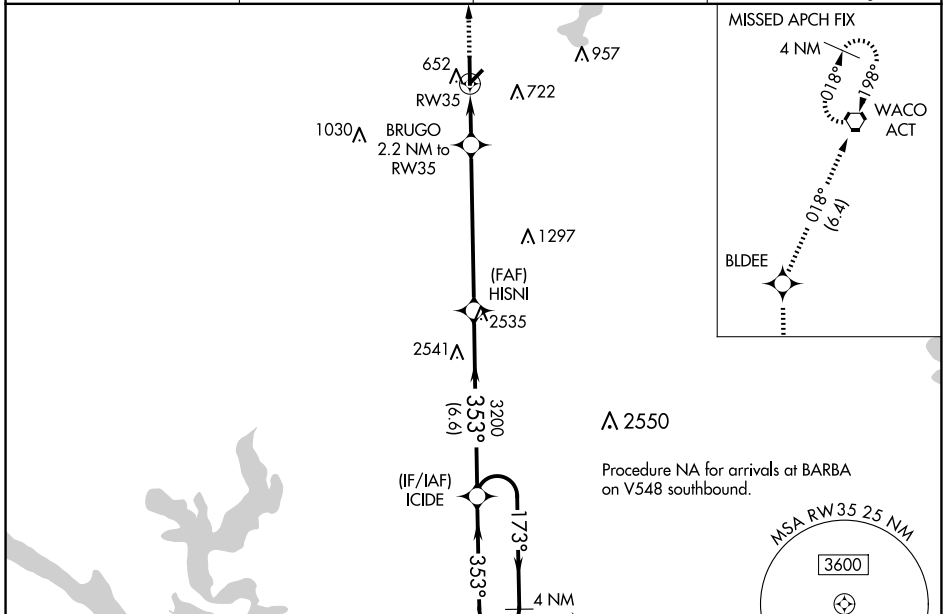 MISSED APCH FIX
4 NM
018°
198°
WACO
ACT
018°
(6.4)
BLDEE
957
652
RW35
722
1030
BRUGO
2.2 NM to
RW35
1297
(FAF)
HISNI
2535
2541
3200
353°
(6.6)
2550
Procedure NA for arrivals at BARBA
on V548 southbound.
(IF/IAF)
ICIDE
173°
353°
4 NM
MSA RW35 25 NM
3600